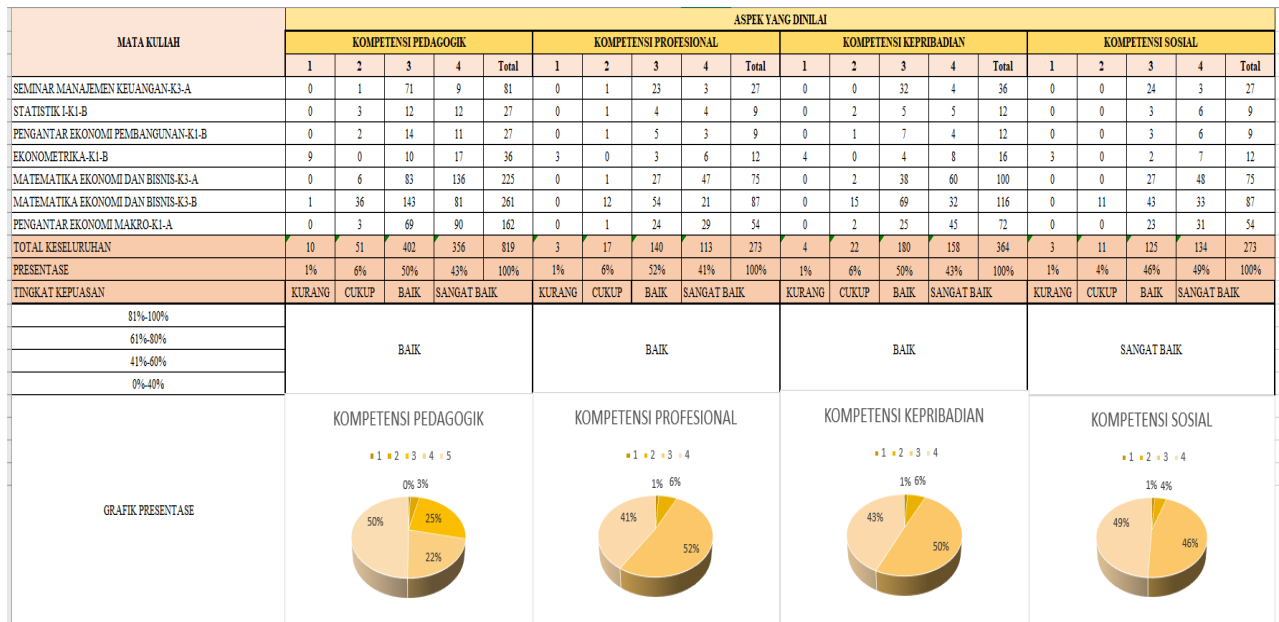 ASPEK YANG DINILAI
MATA KULIAH
KOMPETENSI PEDAGOGIK KOMPETENSI PROFESIONAL KOMPETENSI KEPRIBADIAN KOMPETENSI SOSIAL
1 2 3 4 Total 1 2 3 4 Total 1 2 3 4 Total 1 2 3 4 Total
SEMINAR MANAJEMEN KEUANGAN-K3-A 0 1 71 9 81 0 1 23 3 27 0 0 32 4 36 0 0 24 3 27
STATISTIK I-K1-B 0 3 12 12 27 0 1 4 4 9 0 2 5 5 12 0 0 3 6 9
PENGANTAR EKONOMI PEMBANGUNAN-K1-B 0 2 14 11 27 0 1 5 3 9 0 1 7 4 12 0 0 3 6 9
EKONOMETRIKA-K1-B 9 0 10 17 36 3 0 3 6 12 4 0 4 8 16 3 0 2 7 12
MATEMATIKA EKONOMI DAN BISNIS-K3-A 0 6 83 136 225 0 1 27 47 75 0 2 38 60 100 0 0 27 48 75
MATEMATIKA EKONOMI DAN BISNIS-K3-B 1 36 143 81 261 0 12 54 21 87 0 15 69 32 116 0 11 43 33 87
PENGANTAR EKONOMI MAKRO-K1-A 0 3 69 90 162 0 1 24 29 54 0 2 25 45 72 0 0 23 31 54
TOTAL KESELURUHAN 10 51 402 356 819 3 17 140 113 273 4 22 180 158 364 3 11 125 134 273
PRESENTASE 1% 6% 50% 43% 100% 1% 6% 52% 41% 100% 1% 6% 50% 43% 100% 1% 4% 46% 49% 100%
TINGKAT KEPUASAN KURANG CUKUP BAIK SANGAT BAIK KURANG CUKUP BAIK SANGAT BAIK KURANG CUKUP BAIK SANGAT BAIK KURANG CUKUP BAIK SANGAT BAIK
81%-100%
61%-80%
41%-60%
0%-40%
BAIK BAIK BAIK SANGAT BAIK
GRAFIK PRESENTASE
KOMPETENSI PEDAGOGIK
1 2 3 4 5
0% 3%
50% 25%
22%
KOMPETENSI PROFESIONAL
1 2 3 4
1% 6%
41%
52%
KOMPETENSI KEPRIBADIAN
1 2 3 4
1% 6%
43%
50%
KOMPETENSI SOSIAL
1 2 3 4
1% 4%
49%
46%